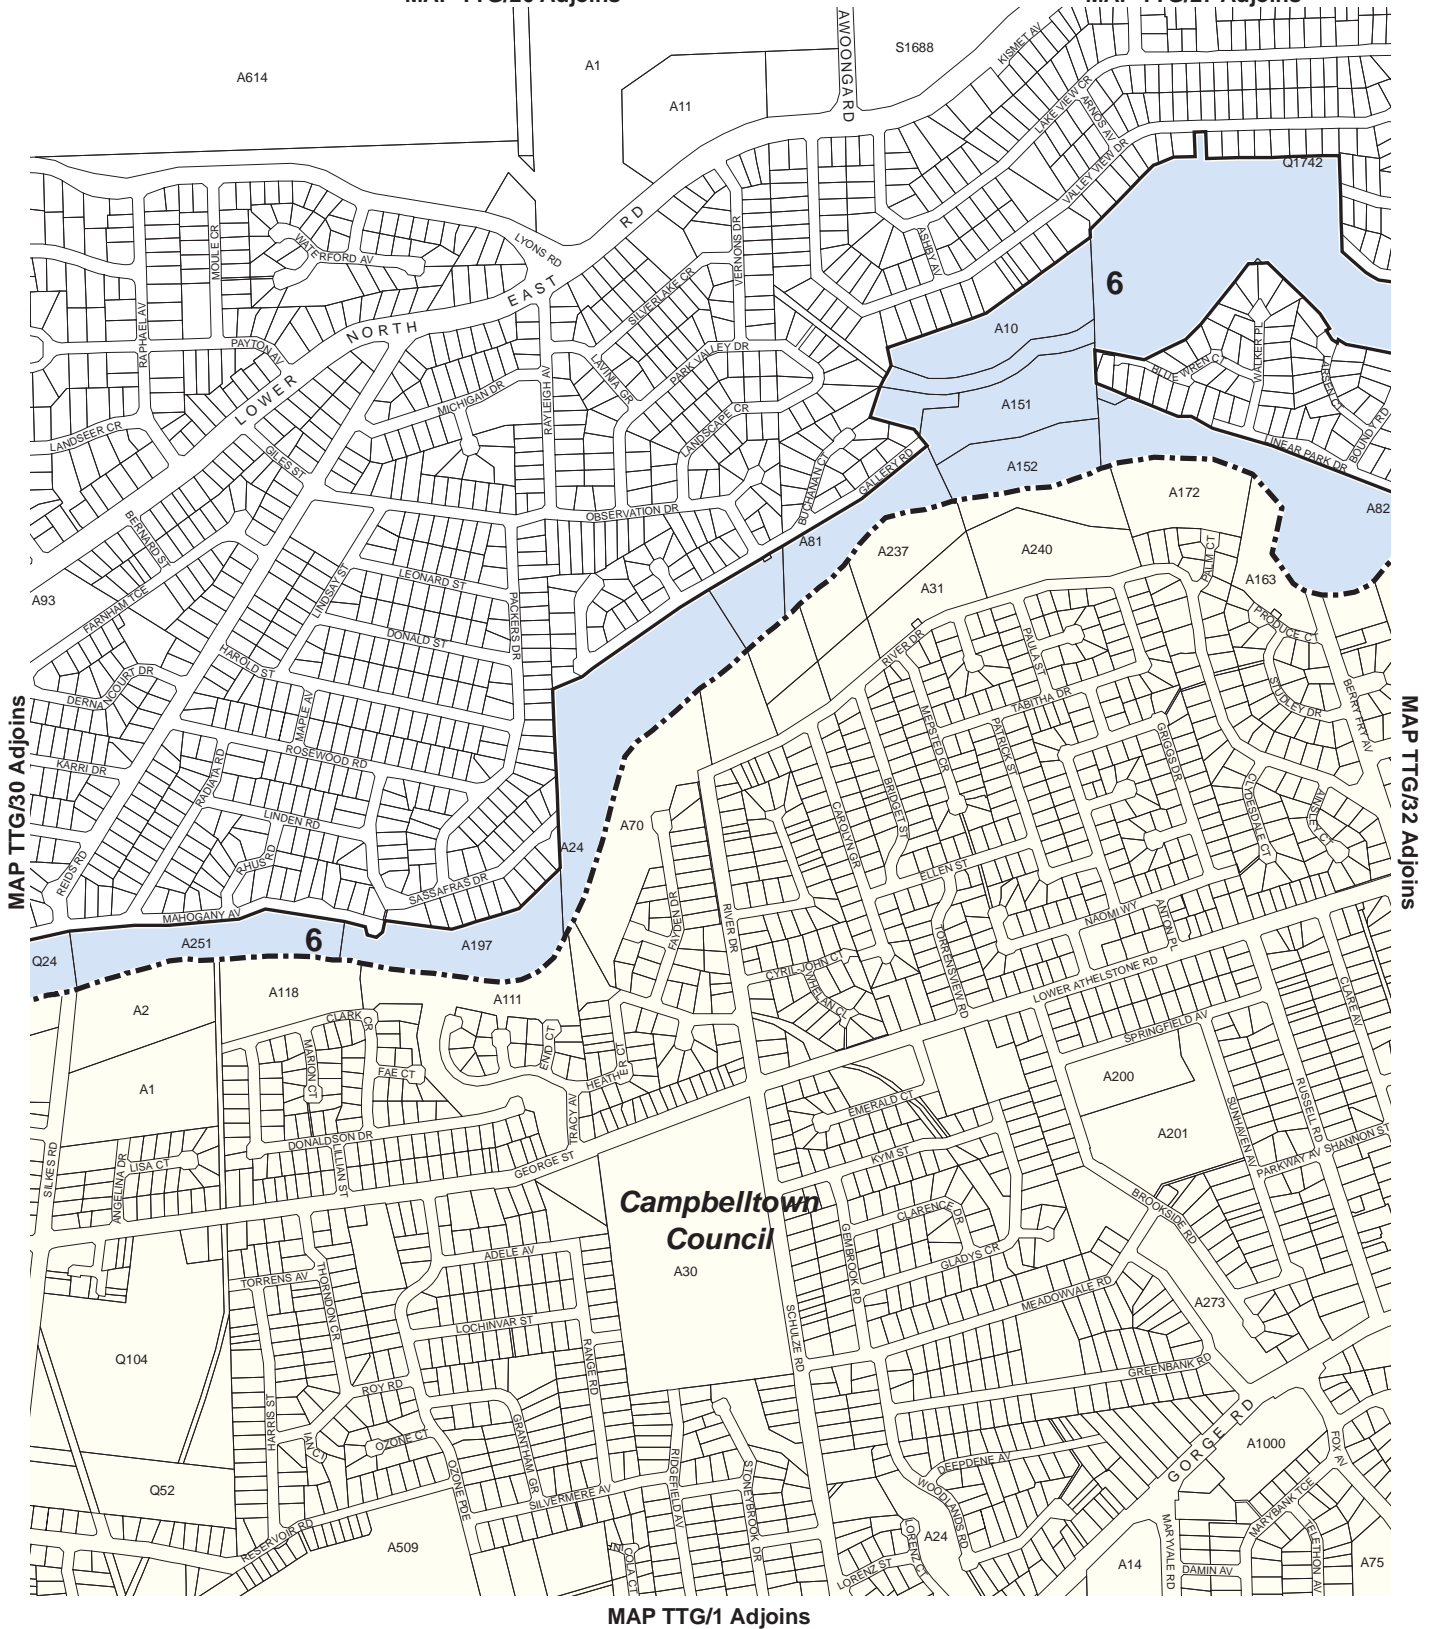 A614
A1
A11
AWOONGARD
S1688
KISMET AV
LAKE VIEW CR
ARNOS AV
VALLEY VIEW DR
Q1742
RD
LYONS RD
EAST
NORTH
LOWER
MOULE CR
WATERFORD AV
RAPHAEL AV
PAYTON AV
VERNONS DR
SILVERLAKE CR
ASHBY AV
6
A10
LAVINIA GR
PARK VALLEY DR
MICHIGAN DR
RAYLEIGH AV
LANDSCAPE CR
BLUE WREN CT
WALKER PL
LARSEN CT
BOUNDY RD
LINEAR PARK DR
A151
A152
LANDSEER CR
GILES ST
BUCHANAN CT
GALLERY RD
OBSERVATION DR
BERNARD ST
A172
A82
A81
A237
A240
A31
PALM CT
A163
PRODUCE CT
LEONARD ST
LINDSAY ST
PACKERS DR
A93
FARNHAM TCE
DONALD ST
HAROLD ST
DERNANCOURT DR
MAPLE AV
RIVER DR
PAULA ST
TABITHA DR
STUDLEY DR
BERRY FRY AV
MAP TTG/30 Adjoins
MAP TTG/32 Adjoins
KARRI DR
ROSEWOOD RD
RADIATA RD
LINDEN RD
MEPSTED CR
PATRICK ST
GRIGGS DR
BRIDGET ST
CAROLYN GR
CLYDESDALE CT
AINSLEY CT
A70
A24
REIDS RD
RHUS RD
SASSAFRAS DR
MAHOGANY AV
ELLEN ST
FAYDEN DR
RIVER DR
NAOMI WY
ANTON PL
TORRENSVIEW RD
Q24
A251
6
A197
CYRIL JOHN CT
WHELAN CL
LOWER ATHELSTONE RD
CLARE AV
SPRINGFIELD AV
A2
A118
A111
CLARK CR
MARION CT
FAE CT
ENID CT
HEATHER CT
A1
TRACY AV
DONALDSON DR
LILLIAN ST
GEORGE ST
SILKES RD
ANGELINA DR
LISA CT
EMERALD CT
KYM ST
A200
A201
SUNHAVEN AV
RUSSELL RD
PARKWAY AV
SHANNON ST
BROOKSIDE RD
Campbelltown
Council
A30
CLARENCE DR
GEMBROOK RD
GLADYS CR
MEADOWVALE RD
A273
ADELE AV
TORRENS AV
THORNDON CR
LOCHINVAR ST
RANGE RD
SCHULZE RD
GREENBANK RD
Q104
ROY RD
HARRIS ST
IAN CT
OZONE CT
GRANTHAM GR
OZONE PDE
GORGE RD
A1000
FOX AV
DEEPDENE AV
WOODLANDS RD
Q52
SILVERMERE AV
RIDGEFIELD AV
STONEYBROOK DR
RESERVOIR RD
A509
LORENZ CT
LORENZ ST
A24
MARYBANK TCE
MARYVALE RD
TELETHON AV
A14
DAMIN AV
A75
MAP TTG/1 Adjoins